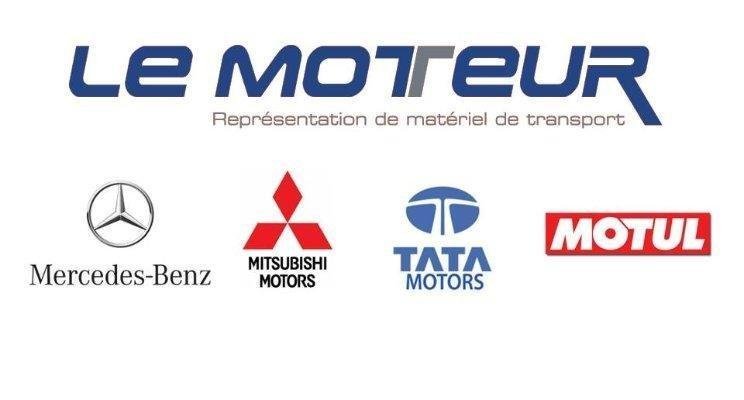 LE MOTEUR
Représentation de matériel de transport
Mercedes-Benz
MITSUBISHI
MOTORS
TATA
MOTORS
MOTUL